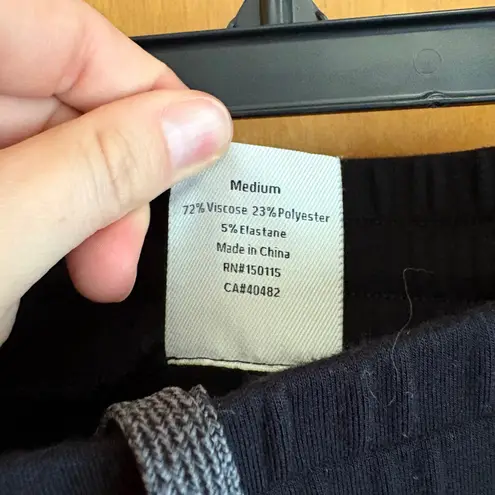 Medium
72% Viscose 23% Polyester
5% Elastane
Made in China
RN#150115
CA#40482